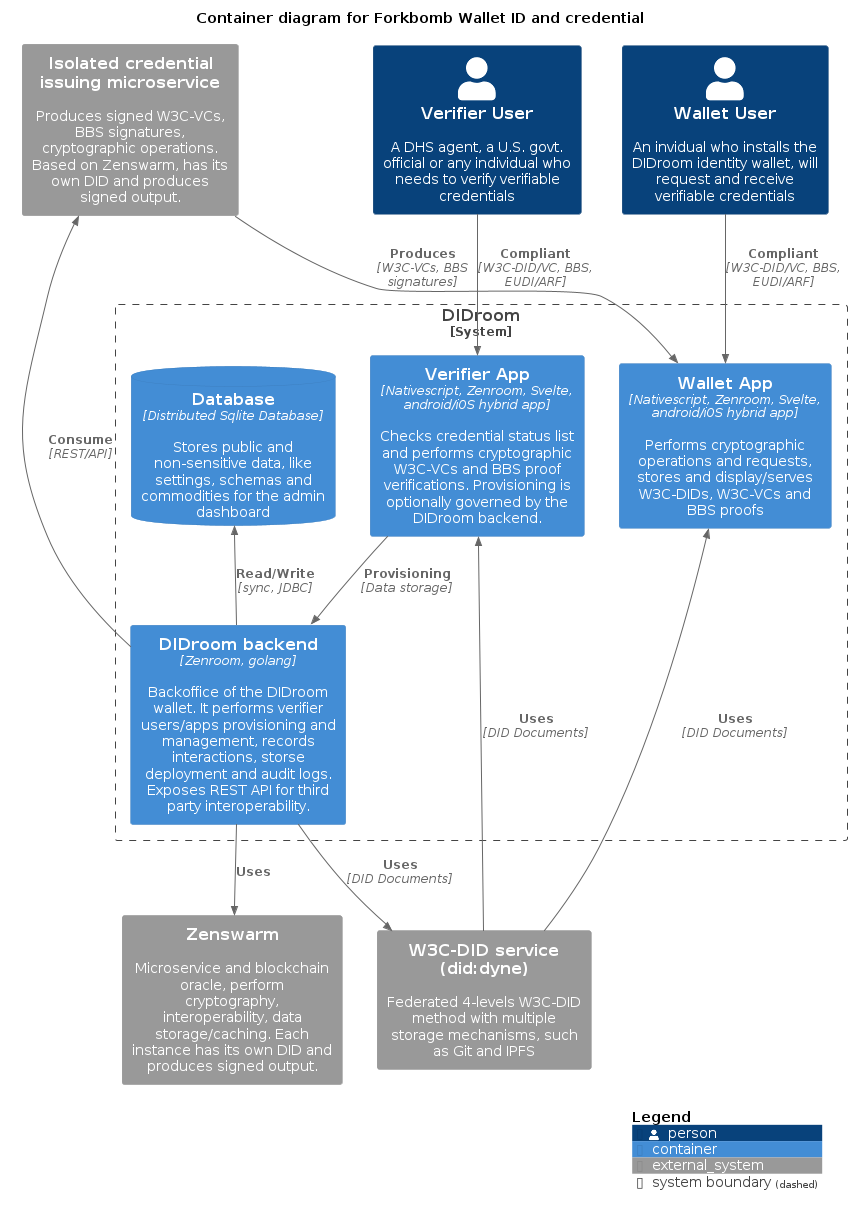 Container diagram for Forkbomb Wallet ID and credential
Isolated credential
issuing microservice
Produces signed W3C-VCs,
BBS signatures,
cryptographic operations.
Based on Zenswarm, has its
own DID and produces
signed output.
Verifier User
A DHS agent, a U.S. govt.
official or any individual who
needs to verify verifiable
credentials
Wallet User
An invidual who installs the
DIDroom identity wallet, will
request and receive
verifiable credentials
Produces
[W3C-VCs, BBS
signatures]
Compliant
[W3C-DID/VC, BBS,
EUDI/ARF]
Compliant
[W3C-DID/VC, BBS,
EUDI/ARF]
DIDroom
[System]
Database
[Distributed Sqlite Database]
Stores public and
non-sensitive data, like
settings, schemas and
commodities for the admin
dashboard
Verifier App
[Nativescript, Zenroom, Svelte,
android/i0S hybrid app]
Checks credential status list
and performs cryptographic
W3C-VCs and BBS proof
verifications. Provisioning is
optionally governed by the
DIDroom backend.
Wallet App
[Nativescript, Zenroom, Svelte,
android/i0S hybrid app]
Performs cryptographic
operations and requests,
stores and display/serves
W3C-DIDs, W3C-VCs and
BBS proofs
Consume
[REST/API]
Read/Write
[sync, JDBC]
Provisioning
[Data storage]
DIDroom backend
[Zenroom, golang]
Backoffice of the DIDroom
wallet. It performs verifier
users/apps provisioning and
management, records
interactions, storse
deployment and audit logs.
Exposes REST API for third
party interoperability.
Uses
[DID Documents]
Uses
[DID Documents]
Uses
Uses
[DID Documents]
Zenswarm
Microservice and blockchain
oracle, perform
cryptography,
interoperability, data
storage/caching. Each
instance has its own DID and
produces signed output.
W3C-DID service
(did:dyne)
Federated 4-levels W3C-DID
method with multiple
storage mechanisms, such
as Git and IPFS
Legend
person
container
external_system
system boundary (dashed)